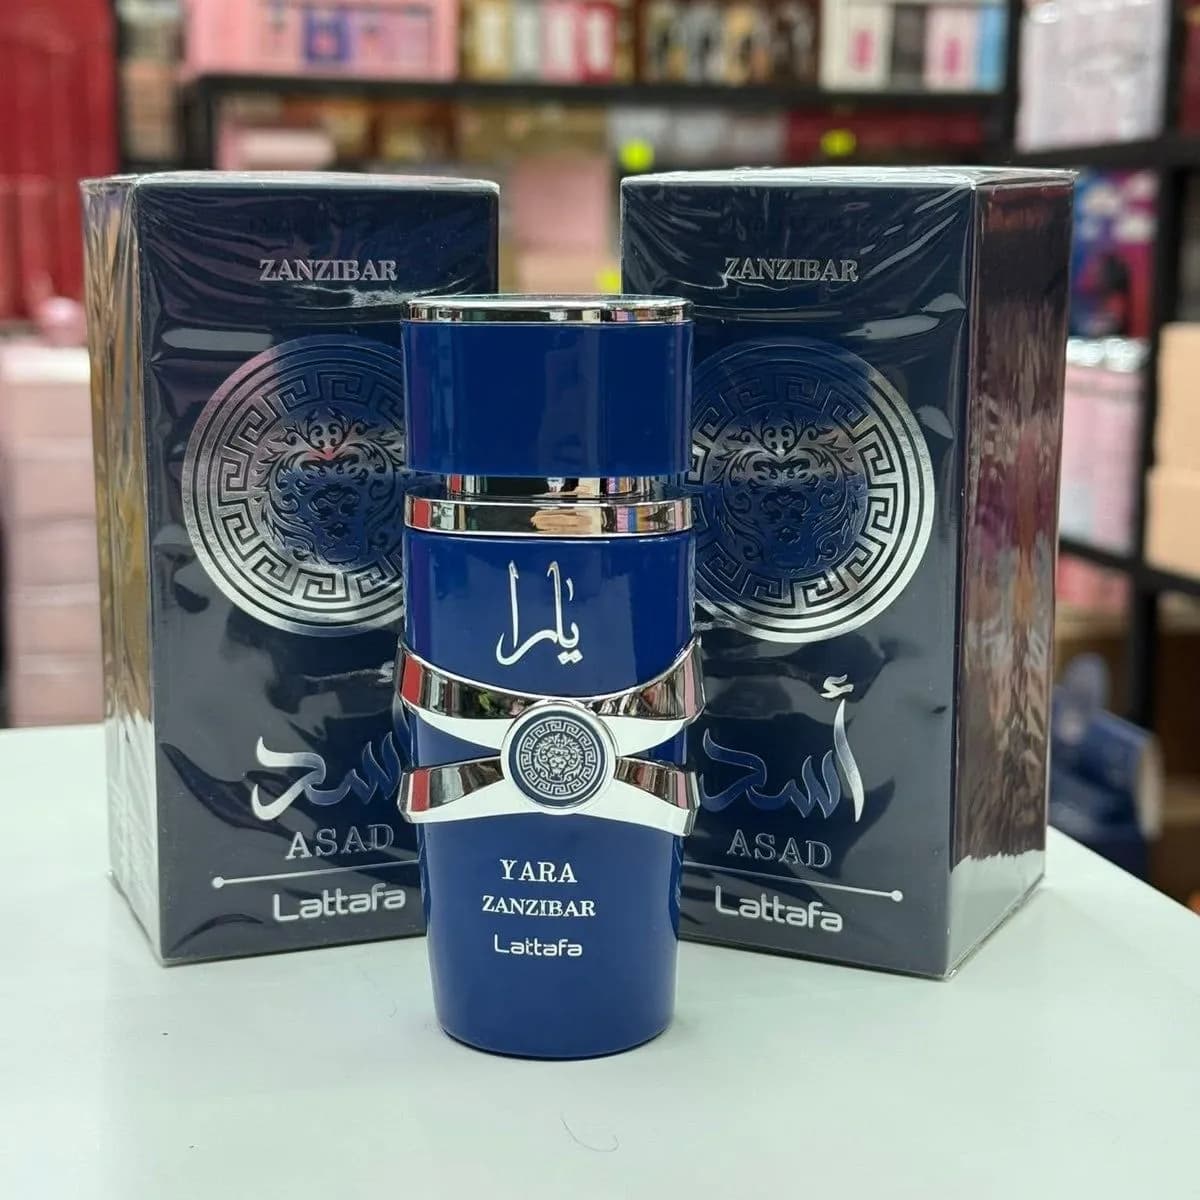 ZANZIBAR
أسد
ASAD
Lattafa
يارا
YARA
ZANZIBAR
Lattafa
ZANZIBAR
أسد
ASAD
Lattafa